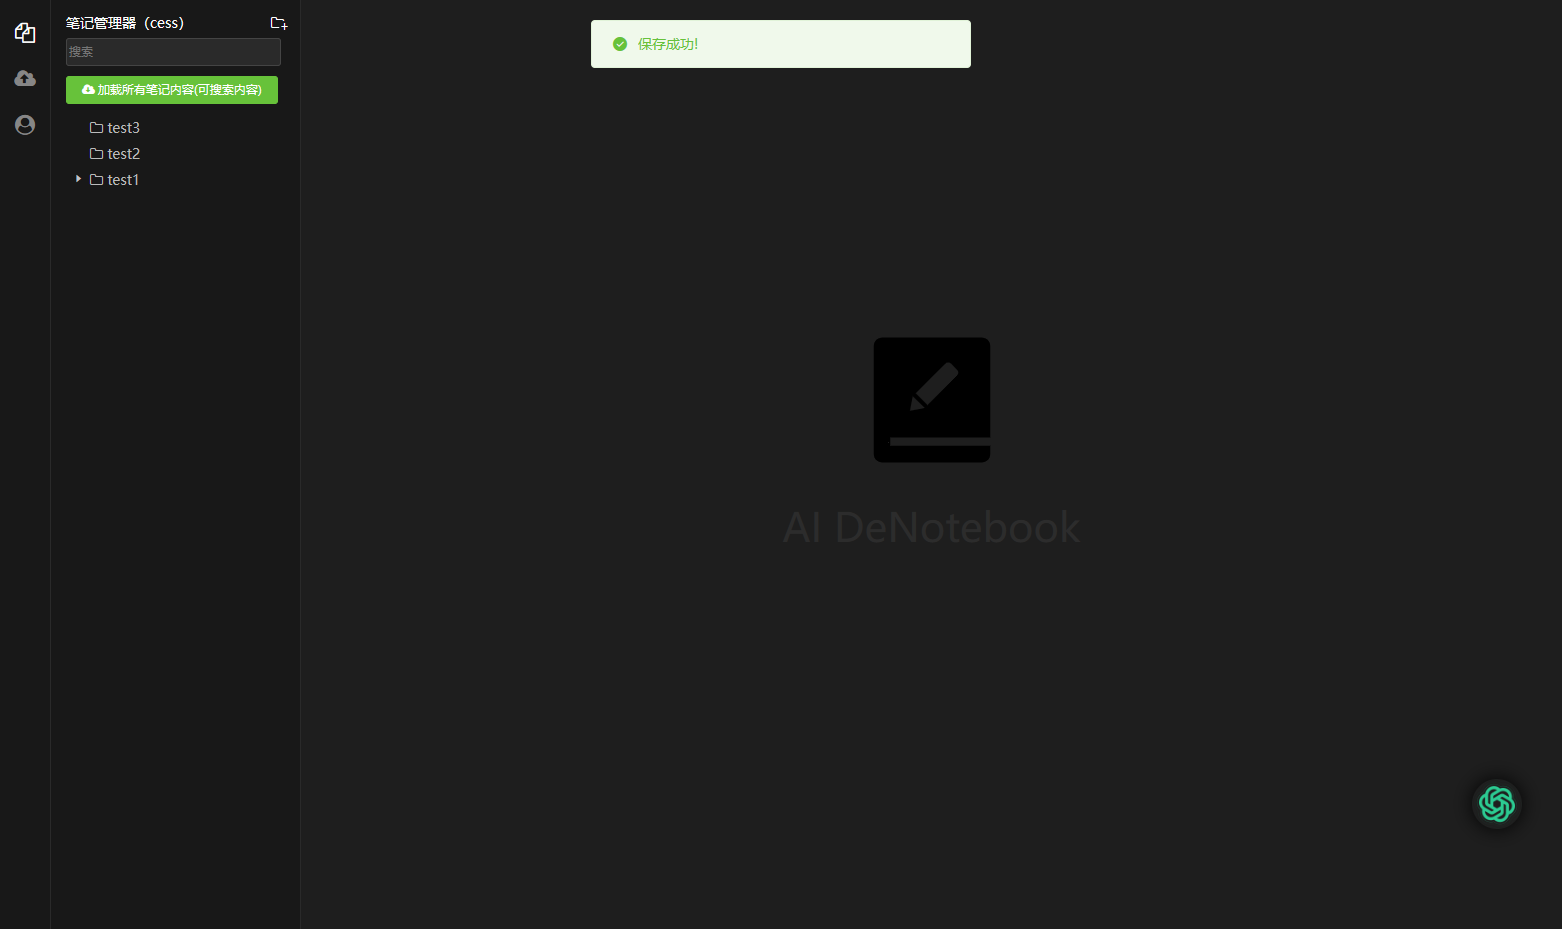 笔记管理器（cess）
搜索
加载所有笔记内容(可搜索内容)
test3
test2
test1
保存成功!
AI DeNotebook